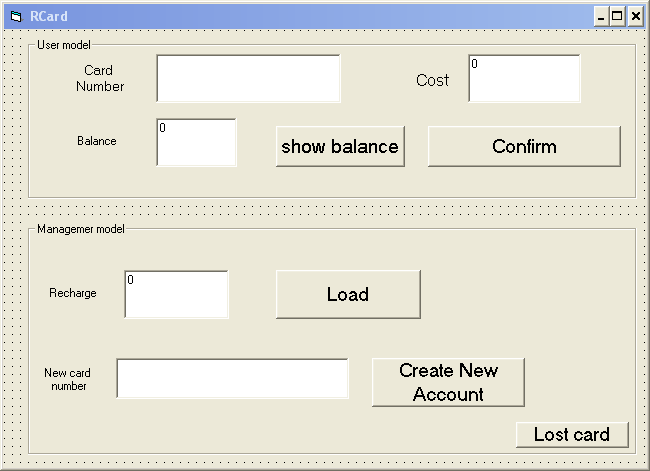 RCard
User model
Card
Number
Cost
0
Balance
0
show balance
Confirm
Managemer model
Recharge
0
Load
New card
number
Create New
Account
Lost card